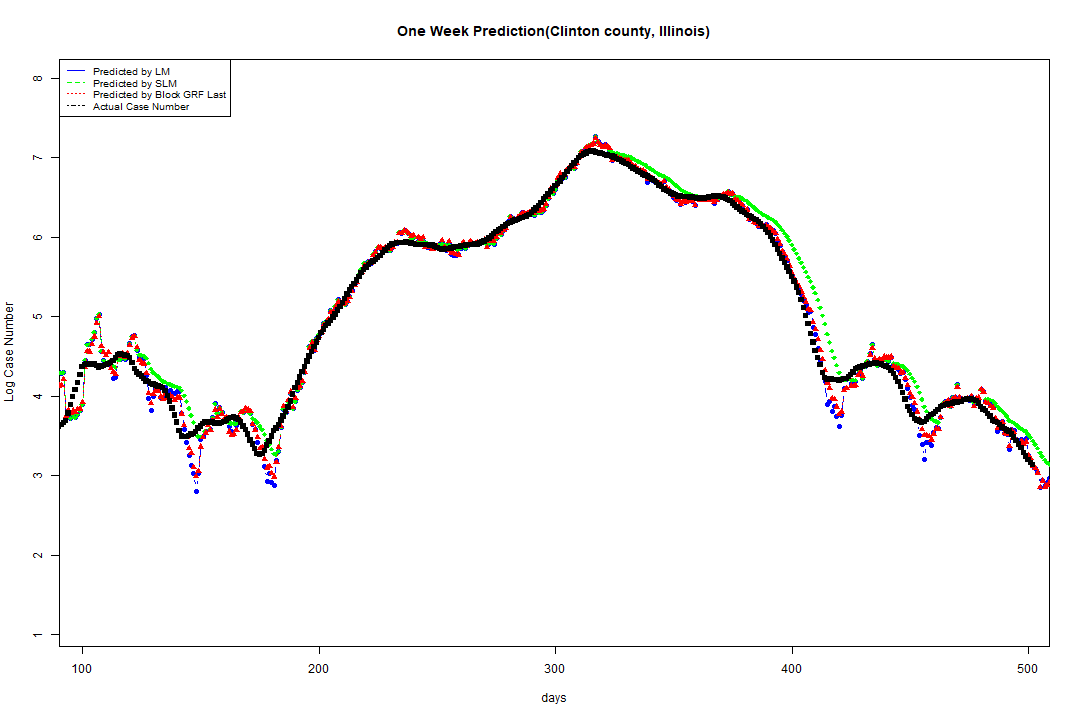 One Week Prediction(Clinton county, Illinois)
Predicted by LM
Predicted by SLM
Predicted by Block GRF Last
Actual Case Number
8
7
6
5
4
3
2
1
Log Case Number
100 200 300 400 500
days